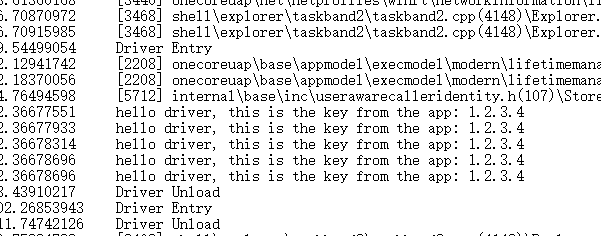 [3440] onecoreuap\net\netprofiles\winrt\networkinformation\l
6.70870972 [3468] shell\explorer\taskband2\taskband2.cpp(4148)\Explorer.
6.70915985 [3468] shell\explorer\taskband2\taskband2.cpp(4148)\Explorer.
9.54499054 Driver Entry
2.12941742 [2208] onecoreuap\base\appmodel\execmodel\modern\lifetimemana
2.18370056 [2208] onecoreuap\base\appmodel\execmodel\modern\lifetimemana
4.76494598 [5712] internal\base\inc\userawarecalleridentity.h(107)\Store
2.36677551 hello driver, this is the key from the app: 1.2.3.4
2.36677933 hello driver, this is the key from the app: 1.2.3.4
2.36678314 hello driver, this is the key from the app: 1.2.3.4
2.36678696 hello driver, this is the key from the app: 1.2.3.4
2.36678696 hello driver, this is the key from the app: 1.2.3.4
3.43910217 Driver Unload
02.26853943 Driver Entry
11.74742126 Driver Unload